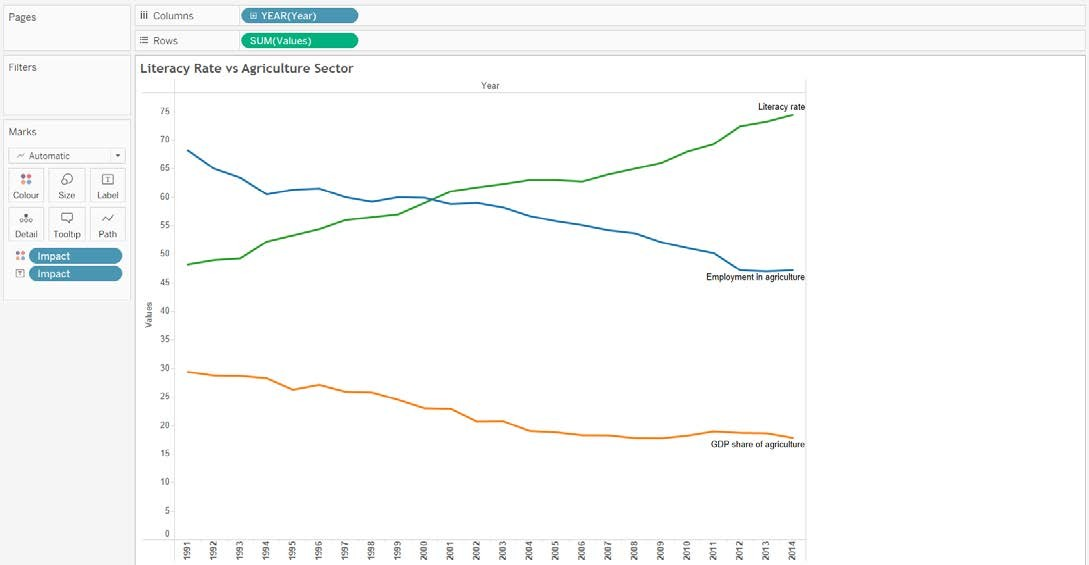 Pages
Columns
YEAR(Year)
Rows
SUM(Values)
Filters
Marks
Automatic
Colour
Size
Label
Detail
Tooltip
Path
Impact
Impact
Literacy Rate vs Agriculture Sector
Year
Values
75
70
65
60
55
50
45
40
35
30
25
20
15
10
5
0
Literacy rate
Employment in agriculture
GDP share of agriculture
1991 1992 1993 1994 1995 1996 1997 1998 1999 2000 2001 2002 2003 2004 2005 2006 2007 2008 2009 2010 2011 2012 2013 2014